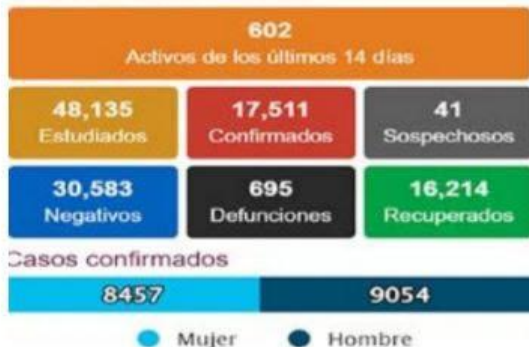 602
Activos de los últimos 14 días
48,135 17,511 41
Estudiados Confirmados Sospechosos
30,583 695 16,214
Negativos Defunciones Recuperados
Casos confirmados
8457 9054
Mujer Hombre